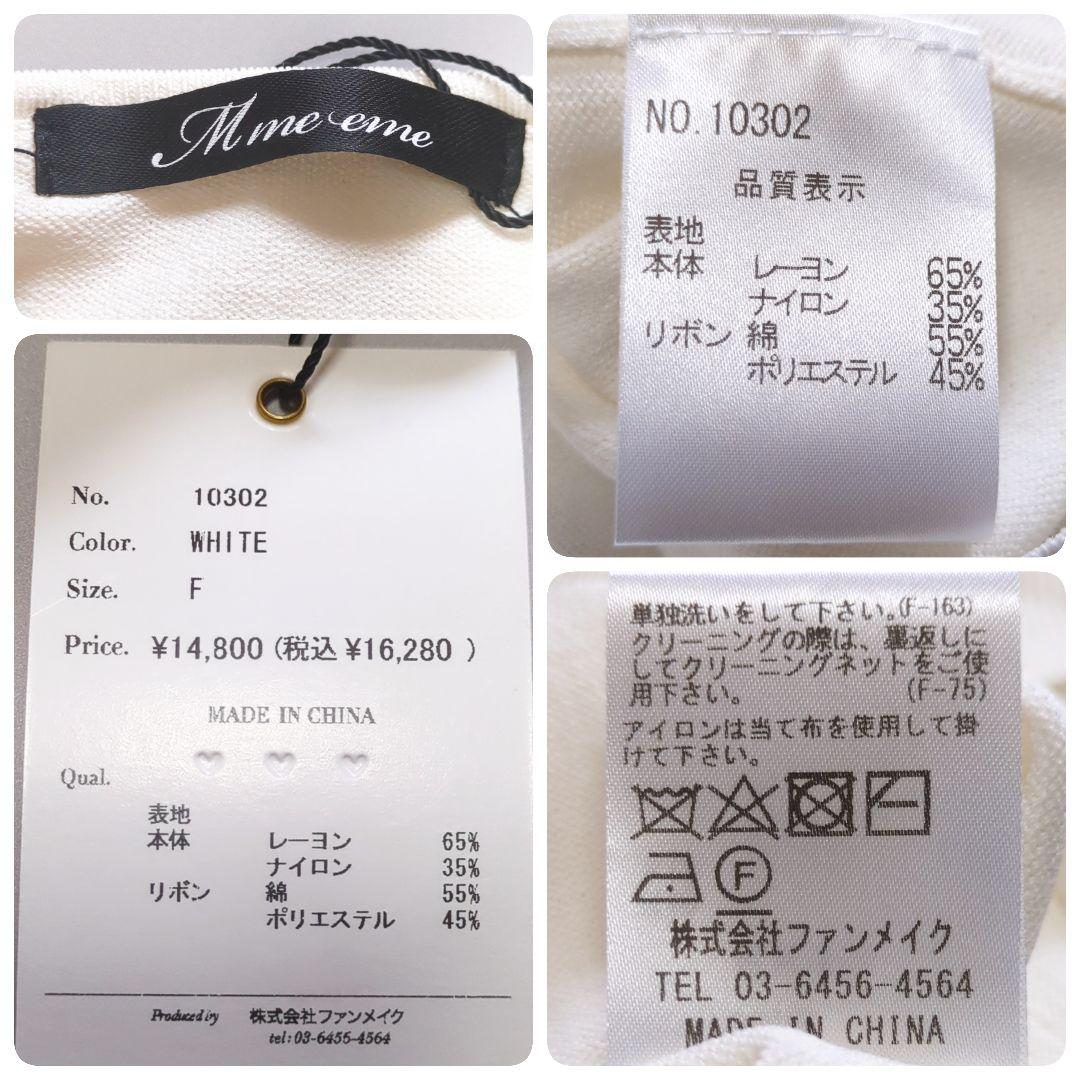 Mme eme
NO.10302
品質表示
表地
本体 レーヨン 65%
ナイロン 35%
リボン 綿 55%
ポリエステル 45%
No. 10302
Color. WHITE
Size. F
Price. ¥14,800 (税込 ¥16,280 )
MADE IN CHINA
Qual.
表地
本体 レーヨン 65%
ナイロン 35%
リボン 綿 55%
ポリエステル 45%
Produced by 株式会社ファンメイク
tel:03-6456-4564
単独洗いをして下さい。(F-163)
クリーニングの際は、裏返しに
してクリーニングネットをご使
用下さい。 (F-75)
アイロンは当て布を使用して掛
けて下さい。
F
株式会社ファンメイク
TEL 03-6456-4564
MADE IN CHINA